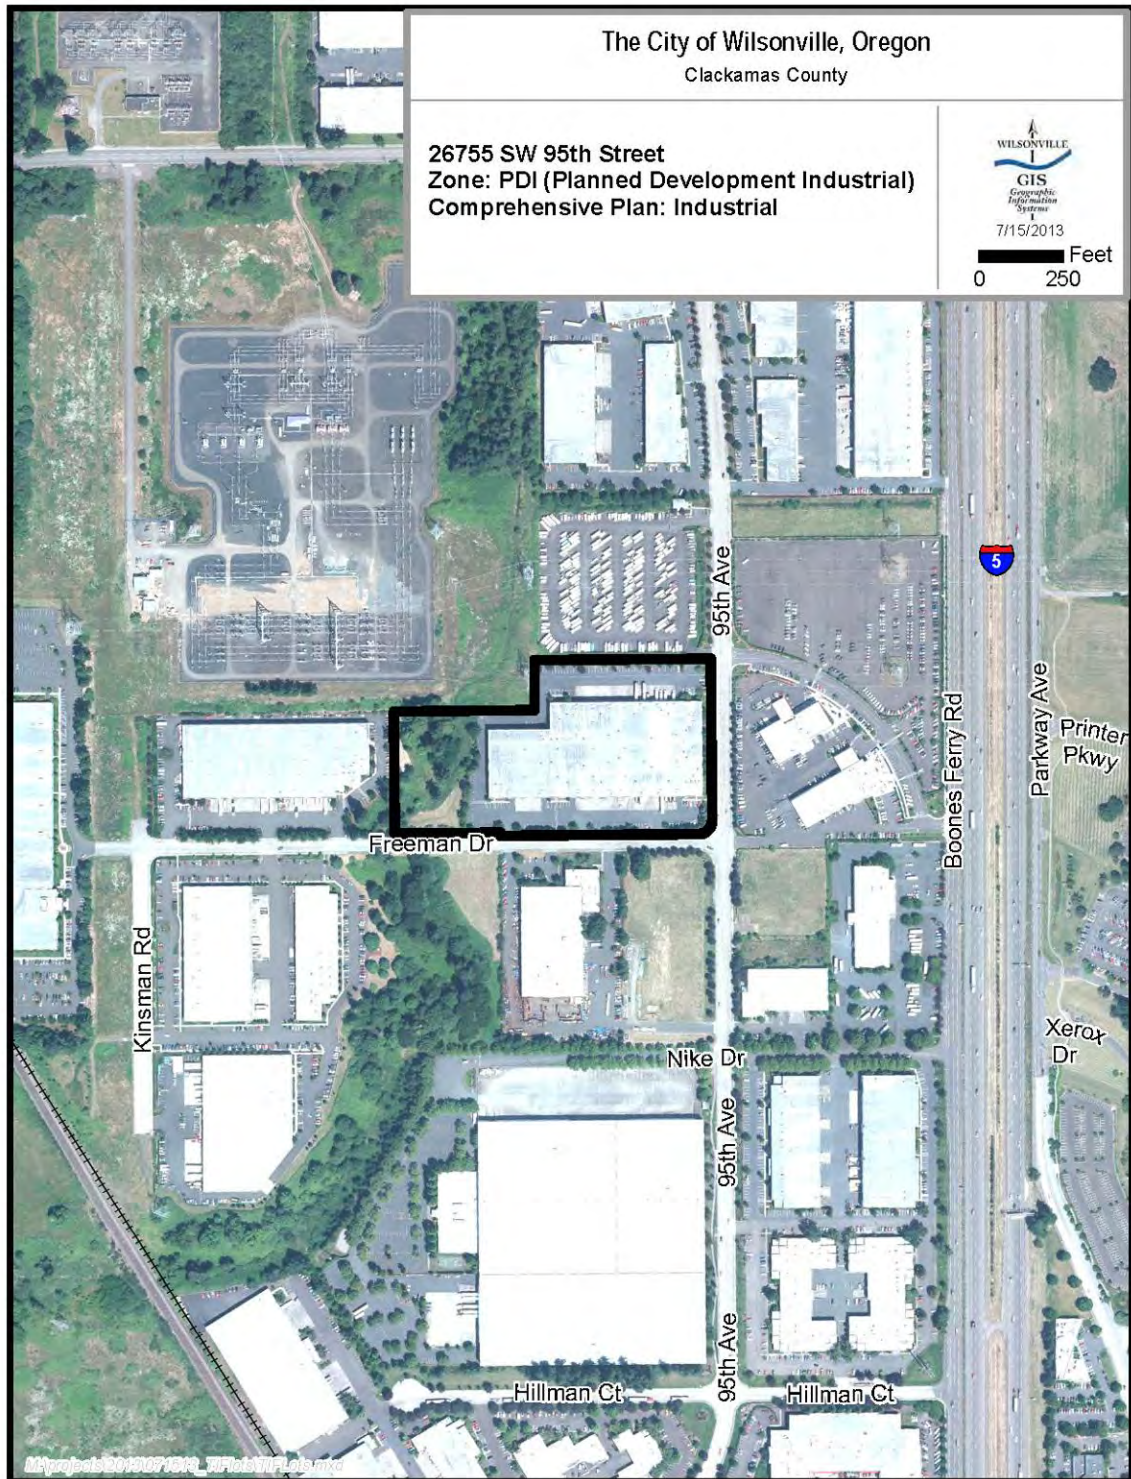 The City of Wilsonville, Oregon
Clackamas County
26755 SW 95th Street
Zone: PDI (Planned Development Industrial)
Comprehensive Plan: Industrial
WILSONVILLE
GIS
Geographic
Information
Systems
7/15/2013
Feet
0 250
95th Ave
5
Boones Ferry Rd
Parkway Ave
Printer
Pkwy
Freeman Dr
Kinsman Rd
Nike Dr
Xerox
Dr
95th Ave
95th Ave
Hillman Ct
Hillman Ct